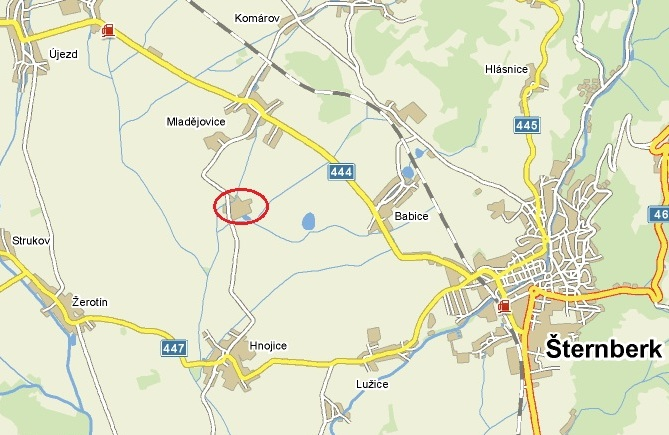 Komárov
Újezd
Hlásnice
Mladějovice
445
444
46
Babice
Strukov
Žerotín
447
Hnojice
Šternberk
Lužice